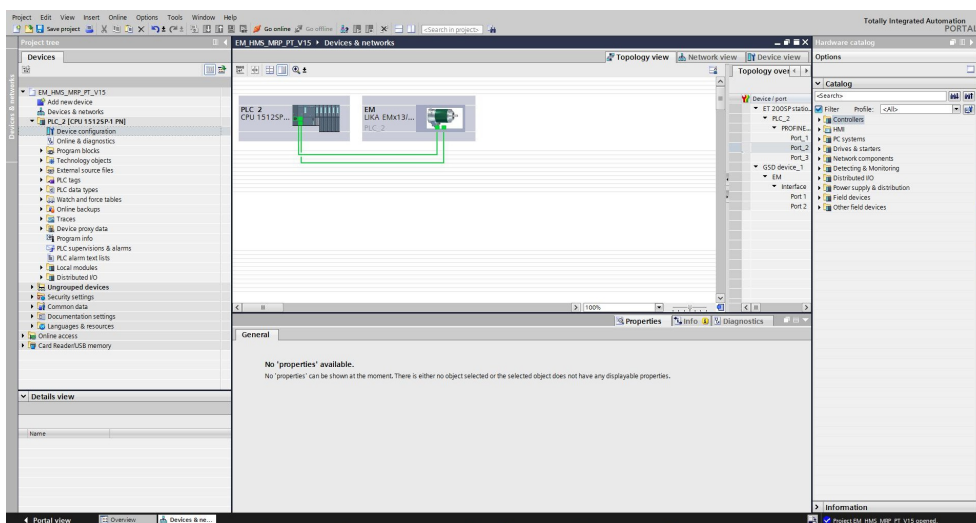 Project Edit View Insert Online Options Tools Window Help
Totally Integrated Automation
PORTAL
Save project Go online Go offline <Search in project>
Project tree
EM_HMS_MRP_PT_V15 Devices & networks
Hardware catalog
Devices
Topology view Network view Device view
Options
Topology over
Catalog
<Search>
Filter Profile: <All>
Controllers
HMI
PC systems
Drives & starters
Network components
Detecting & Monitoring
Distributed I/O
Power supply & distribution
Field devices
Other field devices
Devices & networks
EM_HMS_MRP_PT_V15
Add new device
Devices & networks
PLC_2 [CPU 1512SP-1 PN]
Device configuration
Online & diagnostics
Program blocks
Technology objects
External source files
PLC tags
PLC data types
Watch and force tables
Online backups
Traces
Device proxy data
Program info
PLC supervisions & alarms
PLC alarm text lists
Local modules
Distributed I/O
Ungrouped devices
Security settings
Common data
Documentation settings
Languages & resources
Online access
Card Reader/USB memory
PLC_2
CPU 1512SP...
EM
LIKA EMx13/...
PLC_2
Device / port
ET 200SP statio...
PLC_2
PROFINE...
Port_1
Port_2
Port_3
GSD device_1
EM
Interface
Port 1
Port 2
100%
Properties Info Diagnostics
General
No 'properties' available.
No 'properties' can be shown at the moment. There is either no object selected or the selected object does not have any displayable properties.
Details view
Name
Information
Portal view Overview Devices & ne...
Project EM_HMS_MRP_PT_V15 opened.